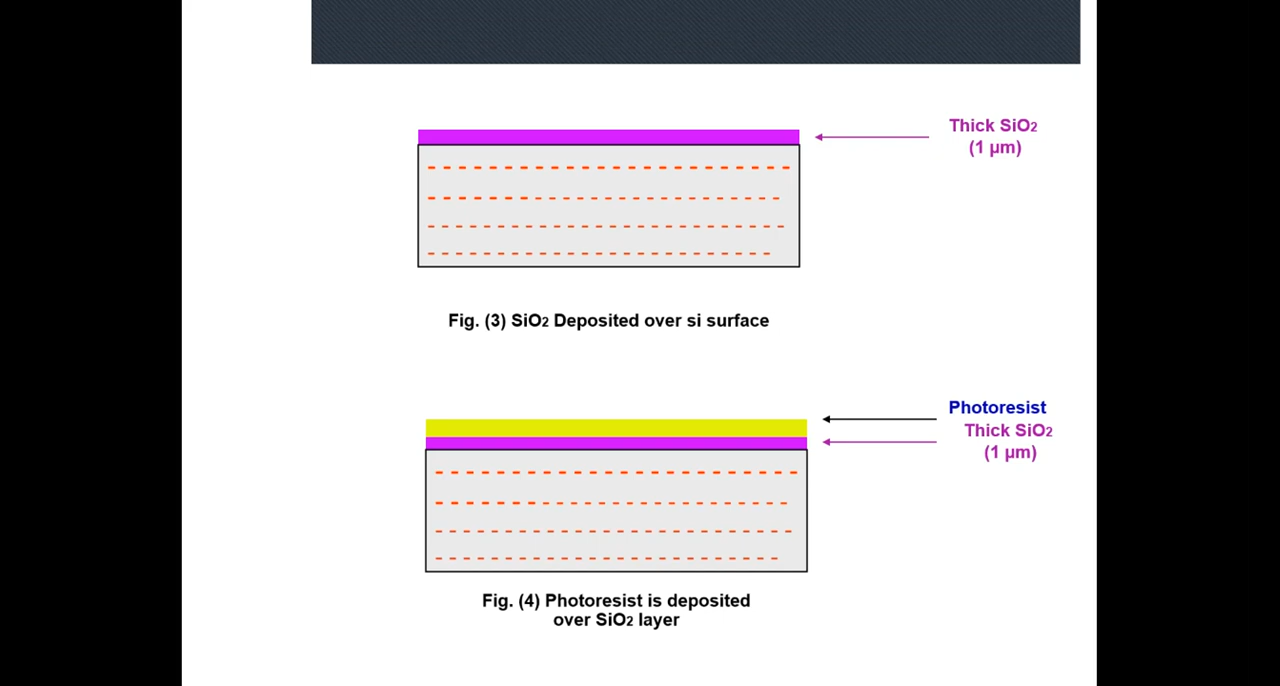 Thick SiO2
(1 µm)
Fig. (3) SiO2 Deposited over si surface
Photoresist
Thick SiO2
(1 µm)
Fig. (4) Photoresist is deposited
over SiO2 layer